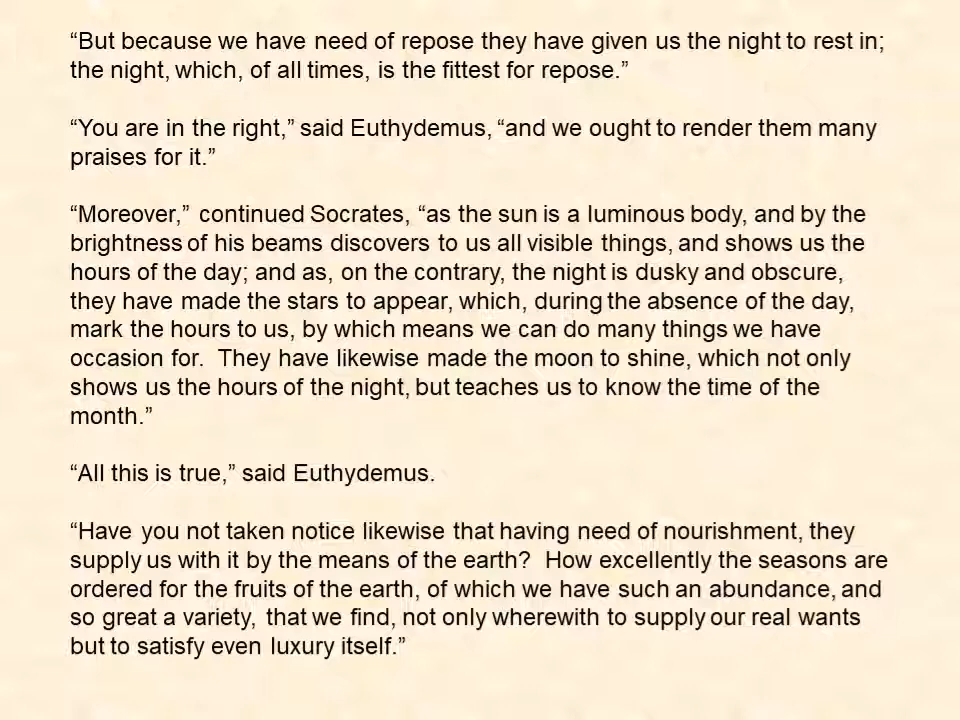 “But because we have need of repose they have given us the night to rest in;
the night, which, of all times, is the fittest for repose.”
“You are in the right,” said Euthydemus, “and we ought to render them many
praises for it.”
“Moreover,” continued Socrates, “as the sun is a luminous body, and by the
brightness of his beams discovers to us all visible things, and shows us the
hours of the day; and as, on the contrary, the night is dusky and obscure,
they have made the stars to appear, which, during the absence of the day,
mark the hours to us, by which means we can do many things we have
occasion for.  They have likewise made the moon to shine, which not only
shows us the hours of the night, but teaches us to know the time of the
month.”
“All this is true,” said Euthydemus.
“Have you not taken notice likewise that having need of nourishment, they
supply us with it by the means of the earth?  How excellently the seasons are
ordered for the fruits of the earth, of which we have such an abundance, and
so great a variety, that we find, not only wherewith to supply our real wants
but to satisfy even luxury itself.”